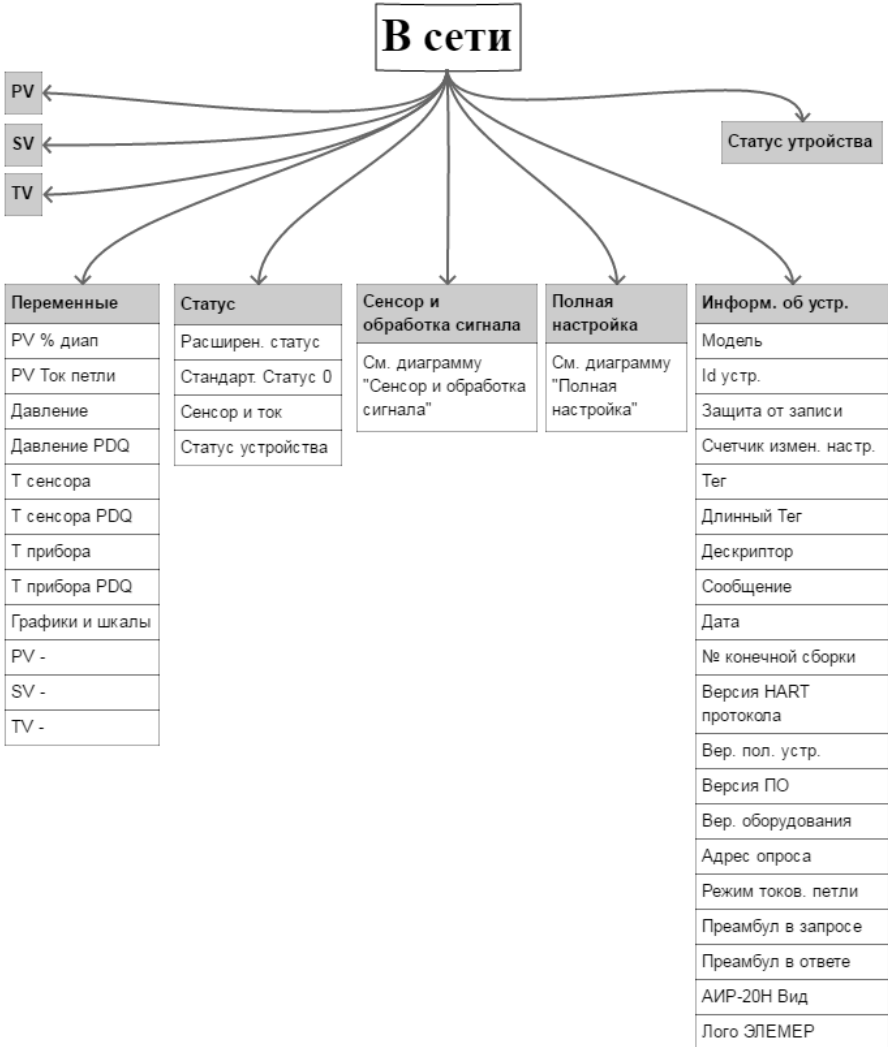 В сети
PV
SV
TV
Статус утройства
Переменные
PV % диап
PV Ток петли
Давление
Давление PDQ
Т сенсора
Т сенсора PDQ
Т прибора
Т прибора PDQ
Графики и шкалы
PV -
SV -
TV -
Статус
Расширен. статус
Стандарт. Статус 0
Сенсор и ток
Статус устройства
Сенсор и
обработка сигнала
См. диаграмму
"Сенсор и обработка
сигнала"
Полная
настройка
См. диаграмму
"Полная
настройка"
Информ. об устр.
Модель
Id устр.
Защита от записи
Счетчик измен. настр.
Тег
Длинный Тег
Дескриптор
Сообщение
Дата
№ конечной сборки
Версия HART
протокола
Вер. пол. устр.
Версия ПО
Вер. оборудования
Адрес опроса
Режим токов. петли
Преамбул в запросе
Преамбул в ответе
АИР-20Н Вид
Лого ЭЛЕМЕР